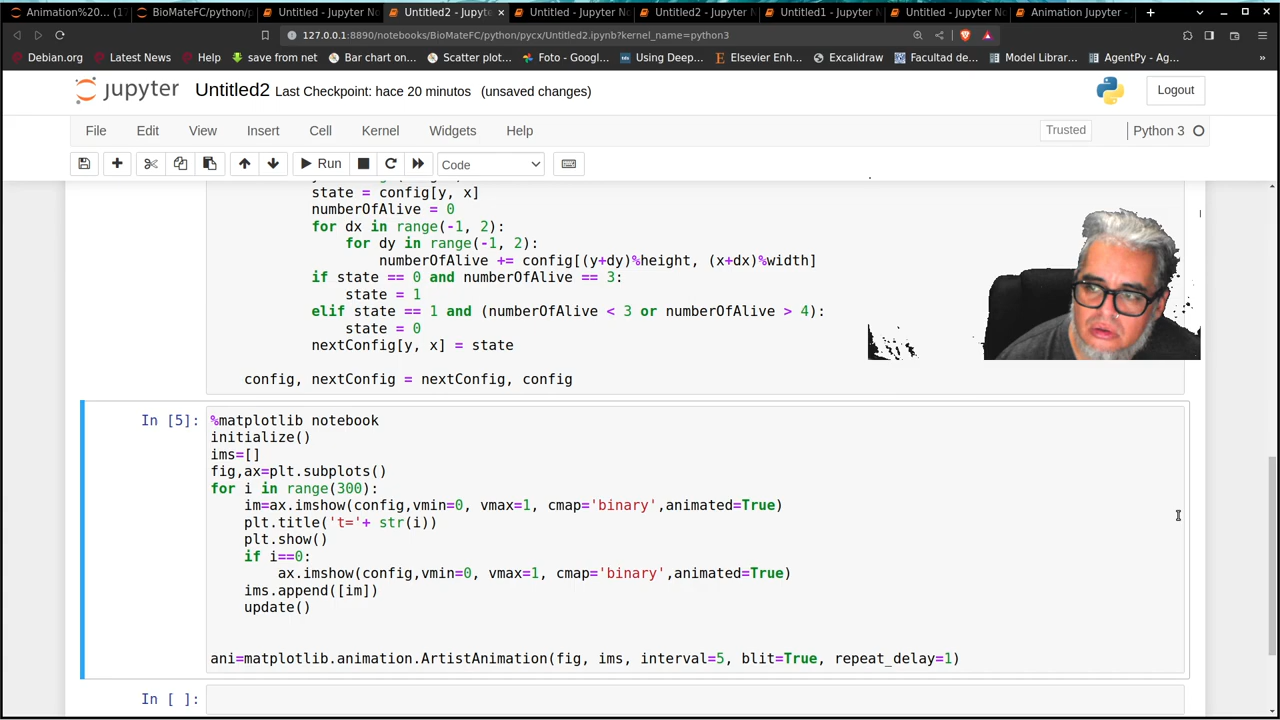 Animation%20... (1
BioMateFC/python/p
Untitled - Jupyter No
Untitled2 - Jupyte
Untitled - Jupyter No
Untitled2 - Jupyter N
Untitled1 - Jupyter N
Untitled - Jupyter No
Animation Jupyter
127.0.0.1:8890/notebooks/BioMateFC/python/pycx/Untitled2.ipynb?kernel_name=python3
Debian.org Latest News Help save from net Bar chart on... Scatter plot... Foto - Googl... Using Deep... Elsevier Enh... Excalidraw Facultad de... Model Librar... AgentPy - Ag... »
jupyter Untitled2 Last Checkpoint: hace 20 minutos (unsaved changes) Logout
File Edit View Insert Cell Kernel Widgets Help Trusted Python 3
Run Code
state = config[y, x]
numberOfAlive = 0
for dx in range(-1, 2):
for dy in range(-1, 2):
numberOfAlive += config[(y+dy)%height, (x+dx)%width]
if state == 0 and numberOfAlive == 3:
state = 1
elif state == 1 and (numberOfAlive < 3 or numberOfAlive > 4):
state = 0
nextConfig[y, x] = state
config, nextConfig = nextConfig, config
In [5]: %matplotlib notebook
initialize()
ims=[]
fig,ax=plt.subplots()
for i in range(300):
im=ax.imshow(config,vmin=0, vmax=1, cmap='binary',animated=True)
plt.title('t='+ str(i))
plt.show()
if i==0:
ax.imshow(config,vmin=0, vmax=1, cmap='binary',animated=True)
ims.append([im])
update()
ani=matplotlib.animation.ArtistAnimation(fig, ims, interval=5, blit=True, repeat_delay=1)
In [ ]: